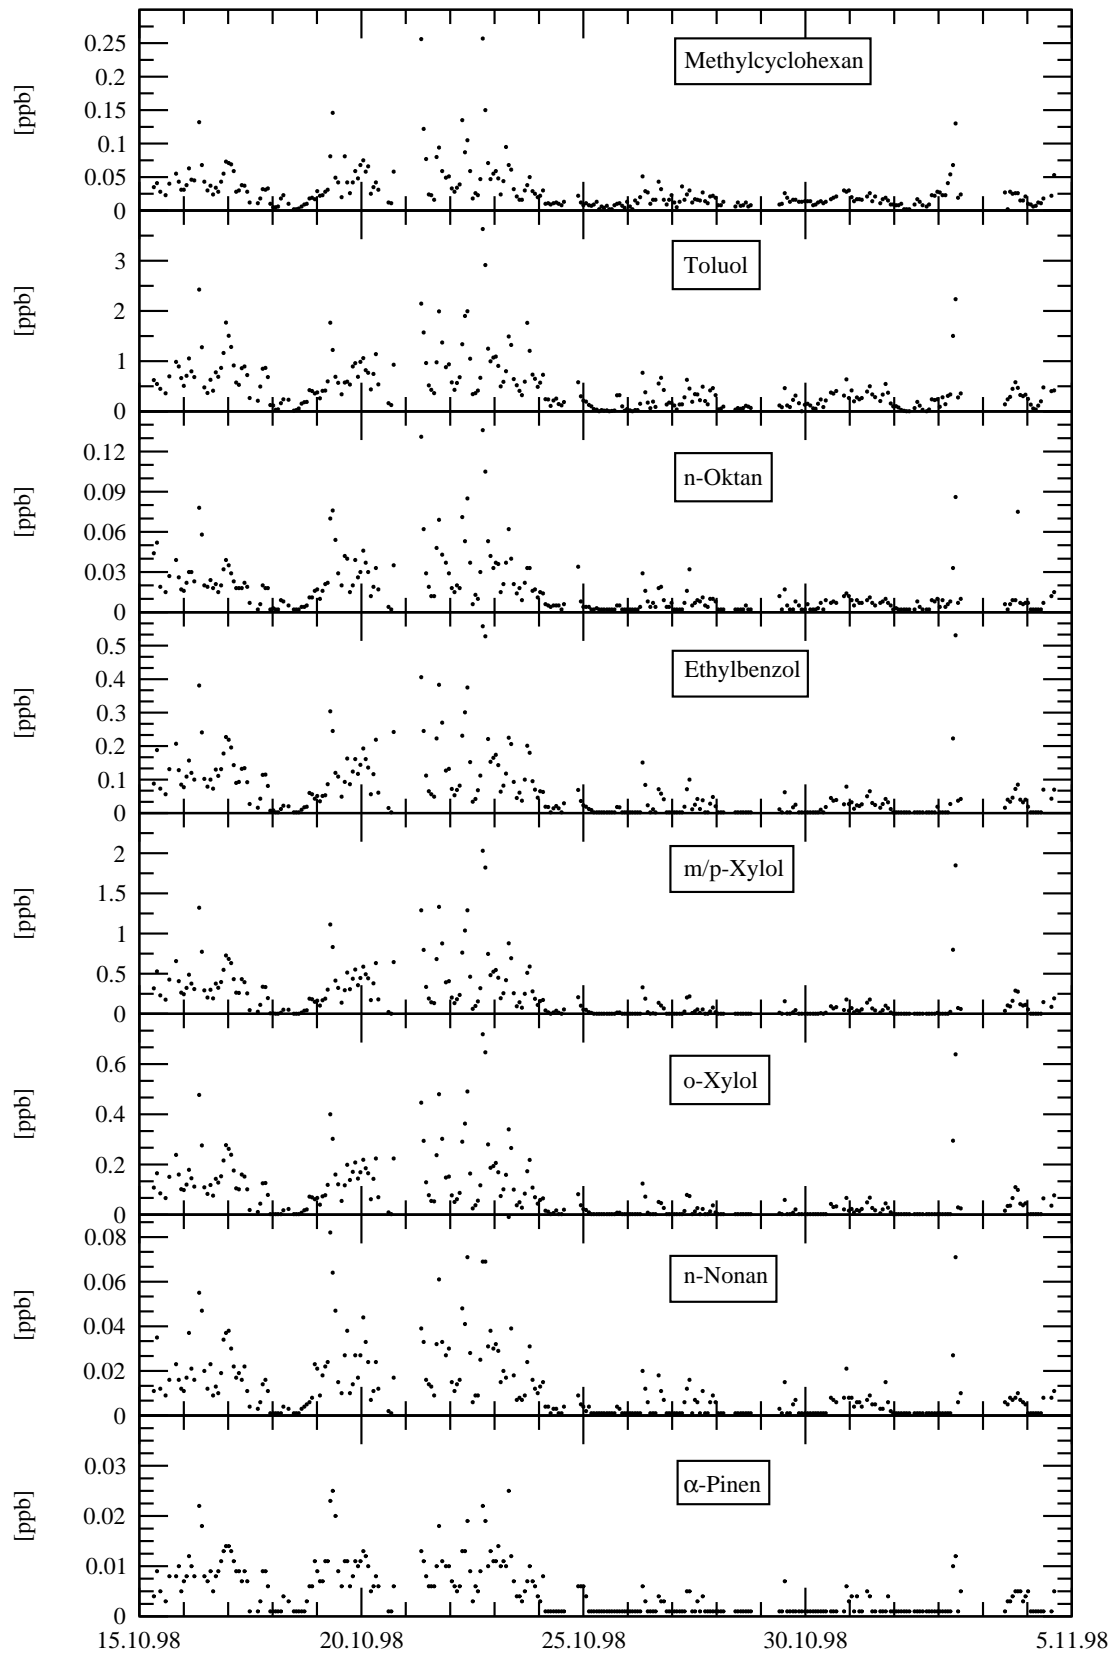 [ppb]
0.25
0.2
0.15
0.1
0.05
0
Methylcyclohexan
[ppb]
3
2
1
0
Toluol
[ppb]
0.12
0.09
0.06
0.03
0
n-Oktan
[ppb]
0.5
0.4
0.3
0.2
0.1
0
Ethylbenzol
[ppb]
2
1.5
1
0.5
0
m/p-Xylol
[ppb]
0.6
0.4
0.2
0
o-Xylol
[ppb]
0.08
0.06
0.04
0.02
0
n-Nonan
[ppb]
0.03
0.02
0.01
0
α-Pinen
15.10.98 20.10.98 25.10.98 30.10.98 5.11.98